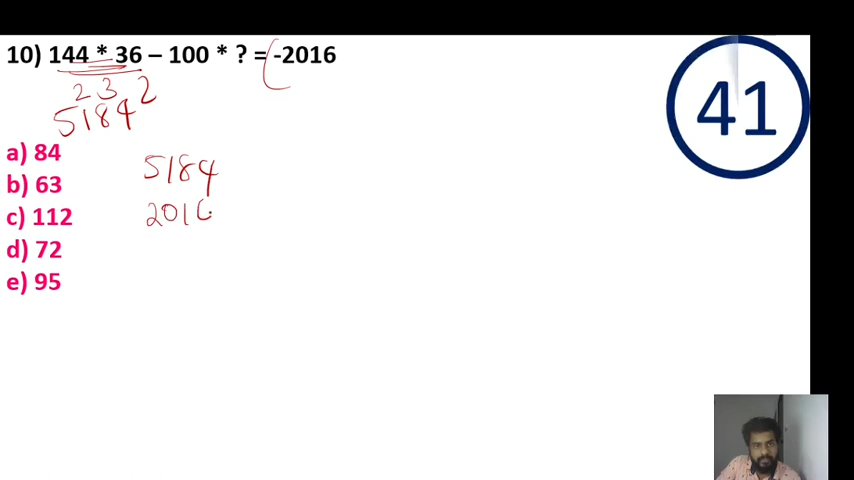 10) 144 * 36 – 100 * ? = -2016
41
2 3 2
5184
a) 84
5184
b) 63
c) 112
2016
d) 72
e) 95